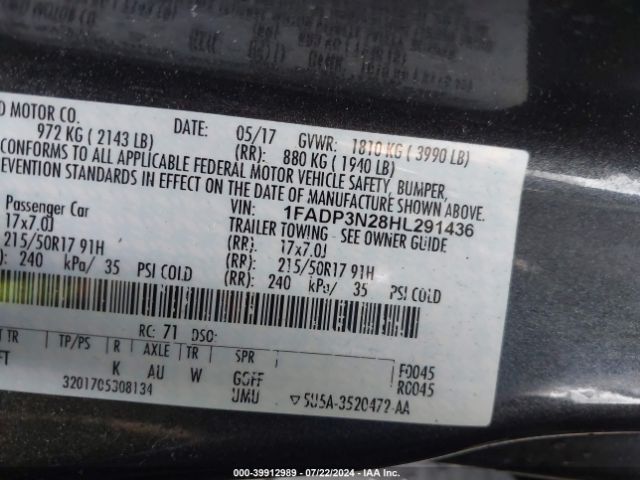 D MOTOR CO.
DATE: 05/17 GVWR: 1810 KG ( 3990 LB)
972 KG ( 2143 LB) (RR): 880 KG ( 1940 LB)
CONFORMS TO ALL APPLICABLE FEDERAL MOTOR VEHICLE SAFETY, BUMPER,
EVENTION STANDARDS IN EFFECT ON THE DATE OF MANUFACTURE SHOWN ABOVE.
VIN: 1FADP3N28HL291436
Passenger Car TRAILER TOWING - SEE OWNER GUIDE
17x7.0J (RR): 17x7.0J
215/50R17 91H (RR): 215/50R17 91H
): 240 kPa/ 35 PSI COLD (RR): 240 kPa/ 35 PSI COLD
RC: 71 DSO:
T TR TP/PS R AXLE TR SPR F0045
FT K AU W GGFF R0045
3201705308134 UMU 5U5A-3520472-AA
000-39912989 - 07/22/2024 - IAA Inc.